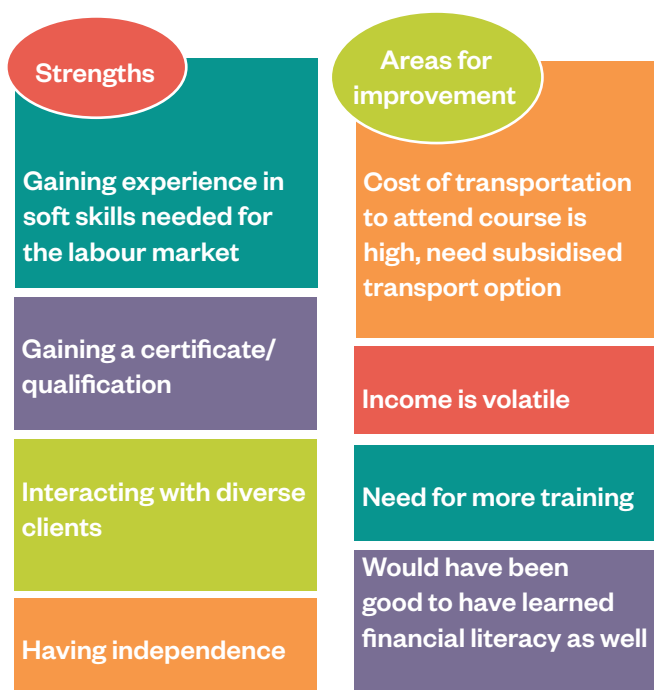 Strengths
Gaining experience in
soft skills needed for
the labour market
Gaining a certificate/
qualification
Interacting with diverse
clients
Having independence
Areas for
improvement
Cost of transportation
to attend course is
high, need subsidised
transport option
Income is volatile
Need for more training
Would have been
good to have learned
financial literacy as well